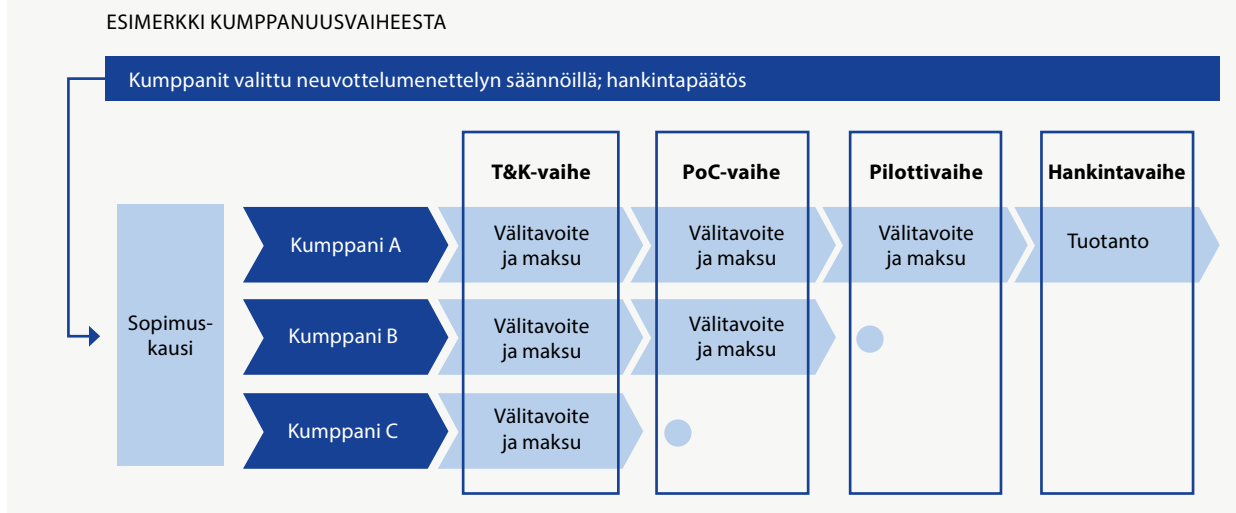 ESIMERKKI KUMPPANUUSVAIHEESTA
Kumppanit valittu neuvottelumenettelyn säännöillä; hankintapäätös
T&K-vaihe
PoC-vaihe
Pilottivaihe
Hankintavaihe
Sopimus-
kausi
Kumppani A
Välitavoite
ja maksu
Välitavoite
ja maksu
Välitavoite
ja maksu
Tuotanto
Kumppani B
Välitavoite
ja maksu
Välitavoite
ja maksu
Kumppani C
Välitavoite
ja maksu